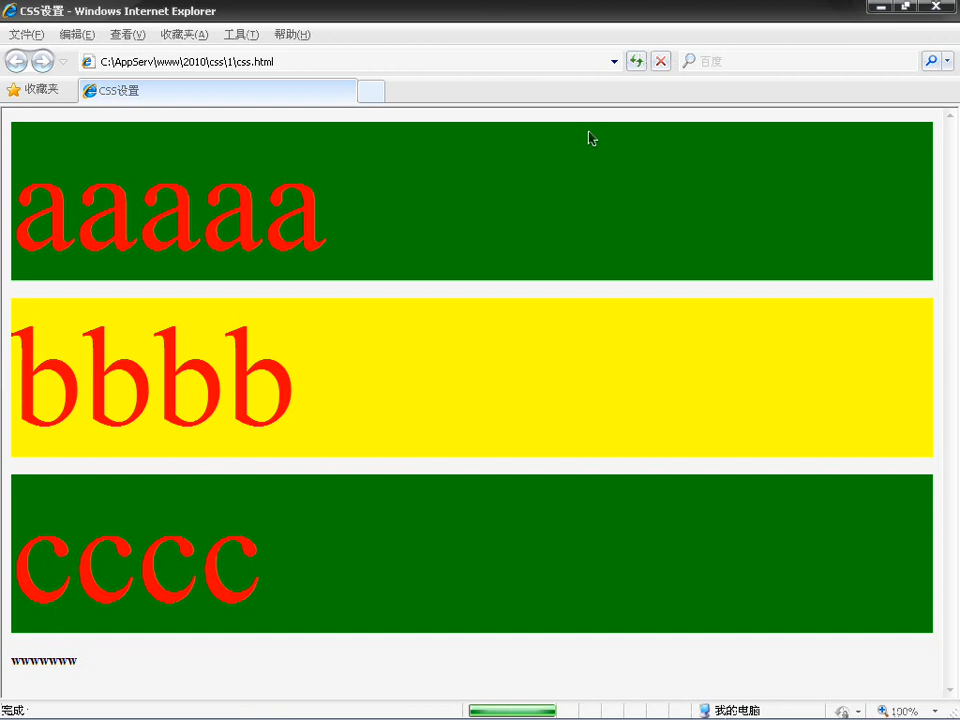 CSS设置 - Windows Internet Explorer
文件(F) 编辑(E) 查看(V) 收藏夹(A) 工具(T) 帮助(H)
C:\AppServ\www\2010\css\1\css.html 百度
收藏夹 CSS设置
aaaaa
bbbb
cccc
wwwwwww
完成 我的电脑 100%